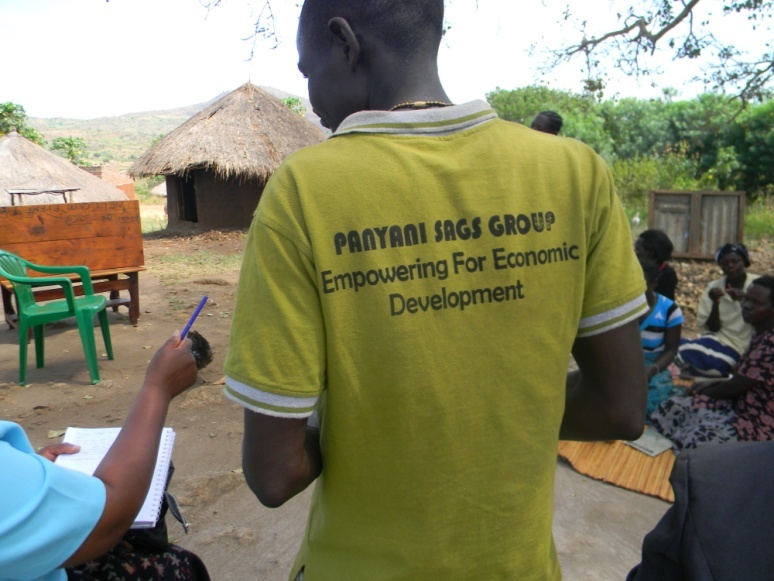 PANYANI SAGS GROUP
Empowering For Economic
Development